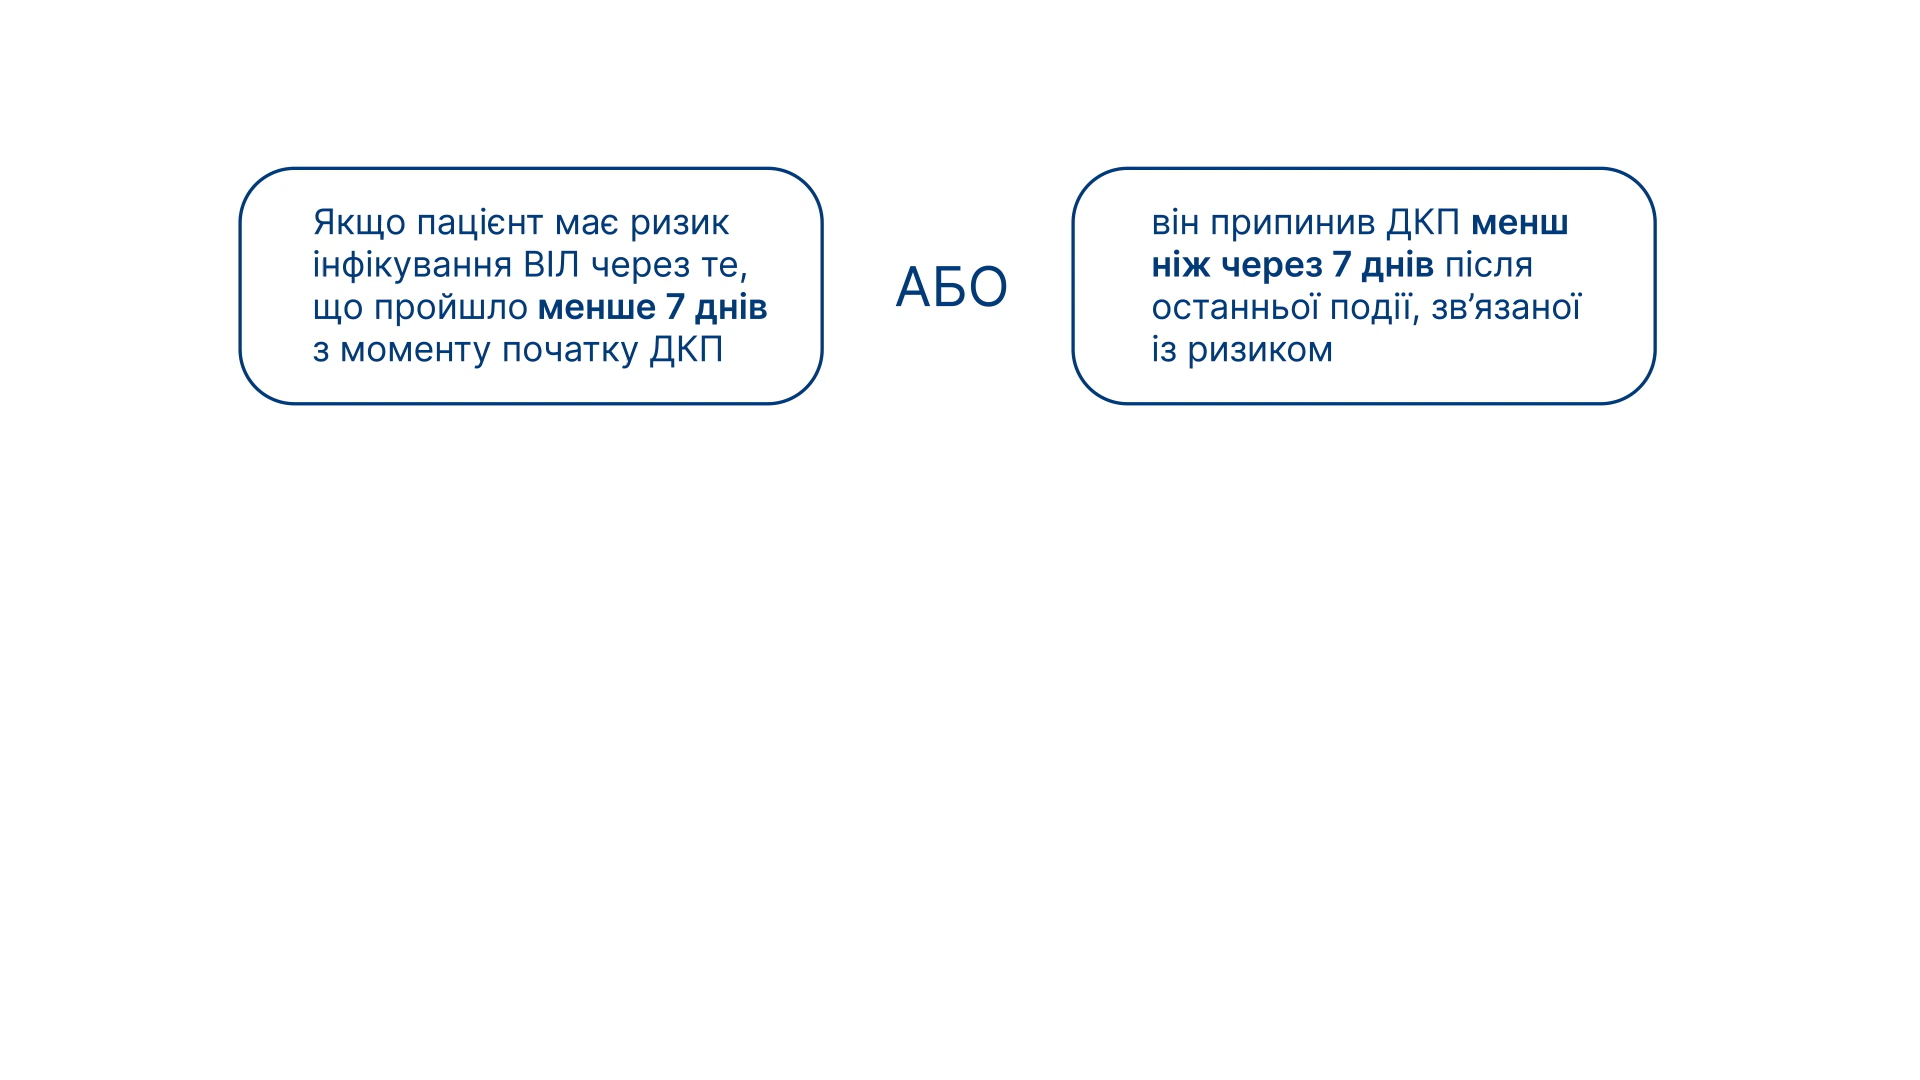 Якщо пацієнт має ризик
інфікування ВІЛ через те,
що пройшло менше 7 днів
з моменту початку ДКП
АБО
він припинив ДКП менш
ніж через 7 днів після
останньої події, зв’язаної
із ризиком